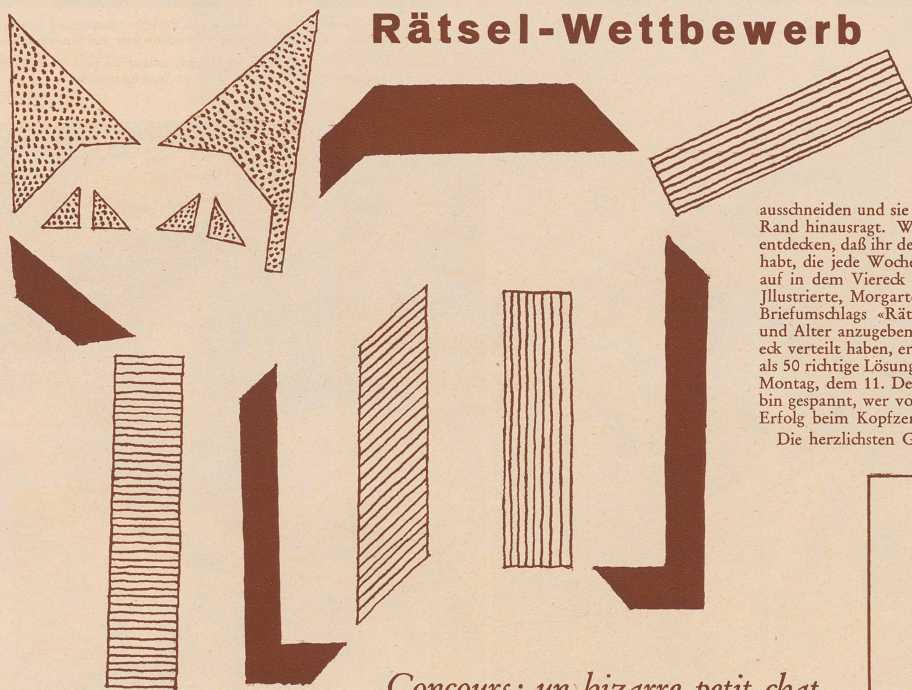 Rätsel-Wettbewerb
ausschneiden und sie
Rand hinausragt. W
entdecken, daß ihr de
habt, die jede Woche
auf in dem Viereck
Jllustrierte, Morgarte
Briefumschlags «Rät
und Alter anzugeben
eck verteilt haben, er
als 50 richtige Lösung
Montag, dem 11. De
bin gespannt, wer vo
Erfolg beim Kopfzer
Die herzlichsten G
Concours: un bizarre petit chat